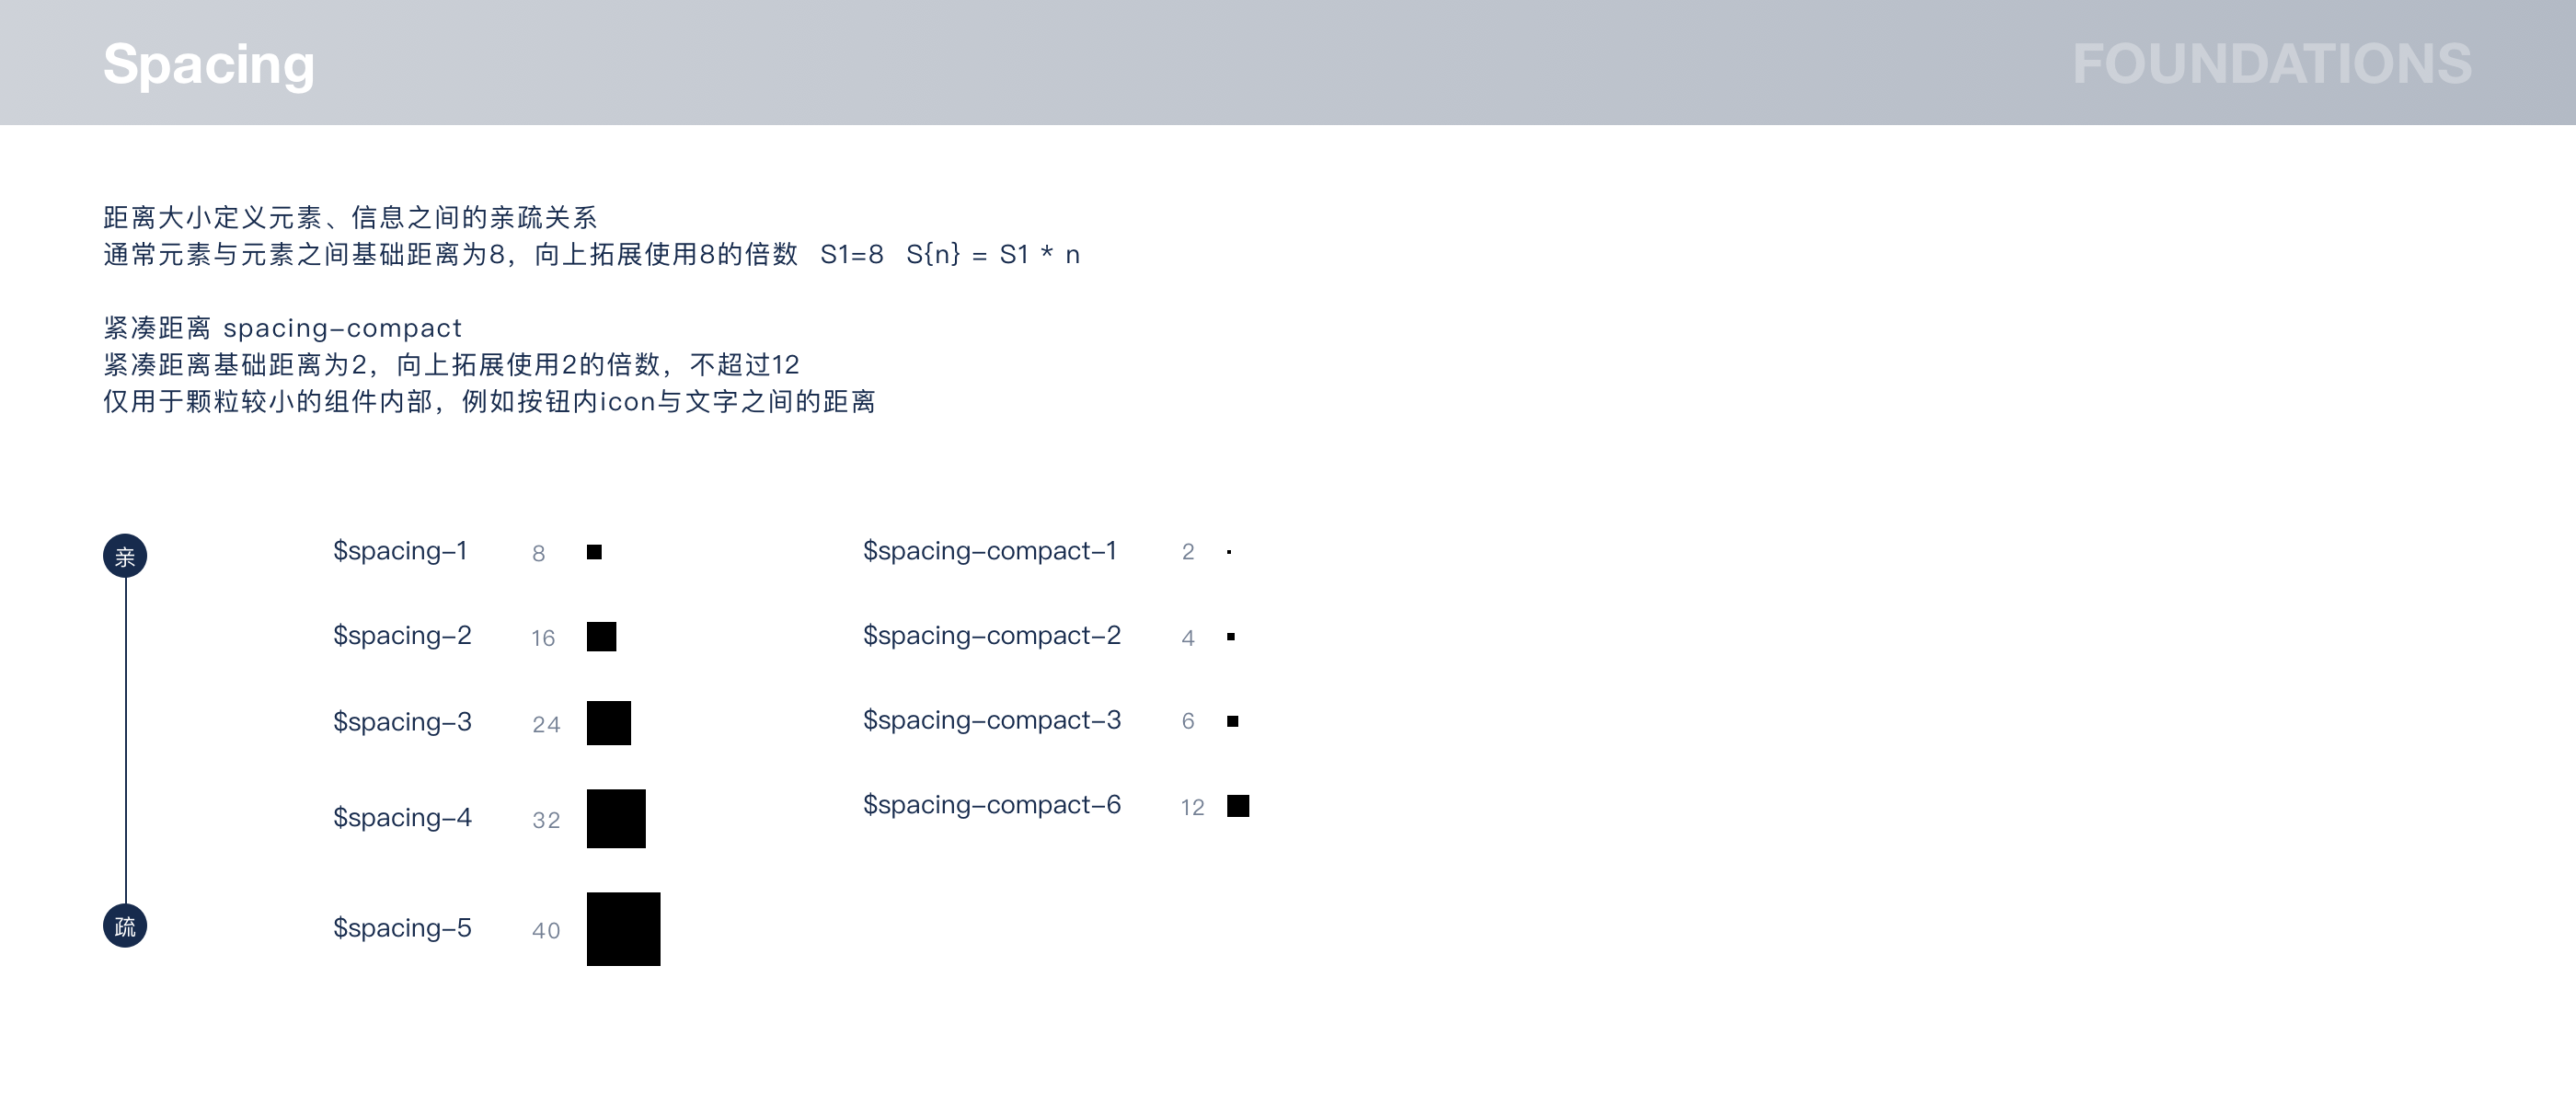 Spacing
FOUNDATIONS
距离大小定义元素、信息之间的亲疏关系
通常元素与元素之间基础距离为8，向上拓展使用8的倍数 S1=8 S{n} = S1 * n
紧凑距离 spacing-compact
紧凑距离基础距离为2，向上拓展使用2的倍数，不超过12
仅用于颗粒较小的组件内部，例如按钮内icon与文字之间的距离
亲
疏
$spacing-1 8
$spacing-2 16
$spacing-3 24
$spacing-4 32
$spacing-5 40
$spacing-compact-1 2
$spacing-compact-2 4
$spacing-compact-3 6
$spacing-compact-6 12